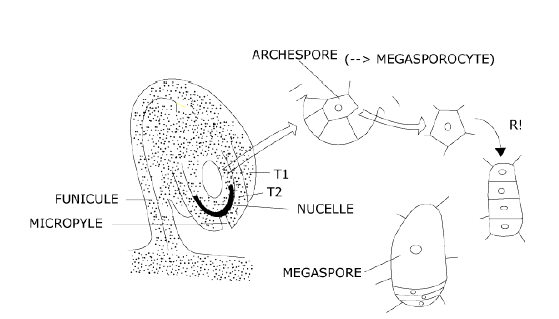 ARCHESPORE (--> MEGASPOROCYTE)
R!
T1
T2
FUNICULE
NUCELLE
MICROPYLE
MEGASPORE